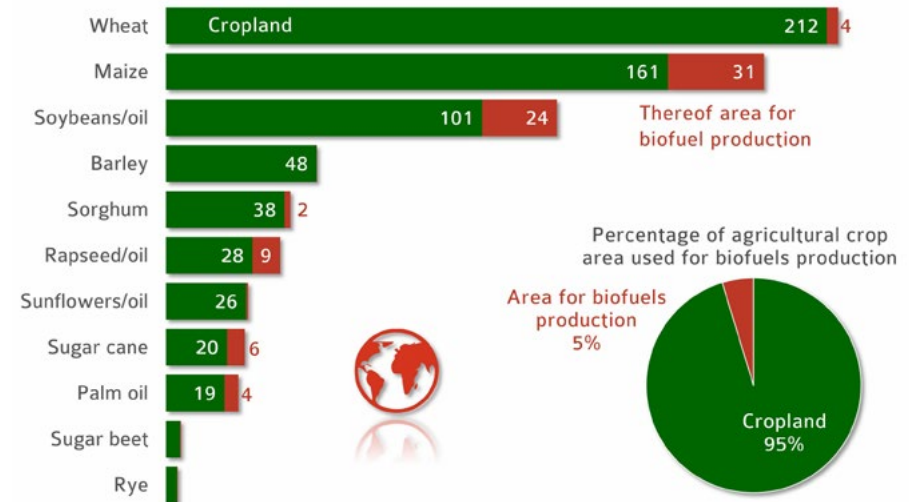 Wheat
Cropland
212
4
Maize
161
31
Soybeans/oil
101
24
Thereof area for
biofuel production
Barley
48
Sorghum
38
2
Rapseed/oil
28
9
Sunflowers/oil
26
Sugar cane
20
6
Palm oil
19
4
Sugar beet
Rye
Percentage of agricultural crop
area used for biofuels production
Area for biofuels
production
5%
Cropland
95%